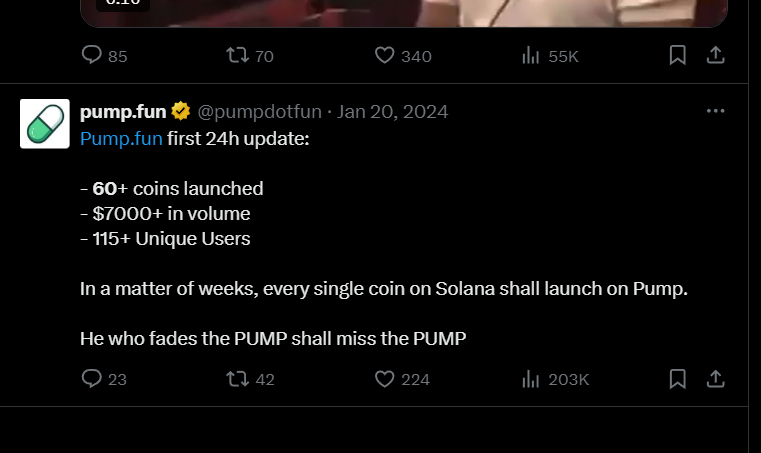 85 70 340 55K
pump.fun @pumpdotfun · Jan 20, 2024
Pump.fun first 24h update:
- 60+ coins launched
- $7000+ in volume
- 115+ Unique Users
In a matter of weeks, every single coin on Solana shall launch on Pump.
He who fades the PUMP shall miss the PUMP
23 42 224 203K